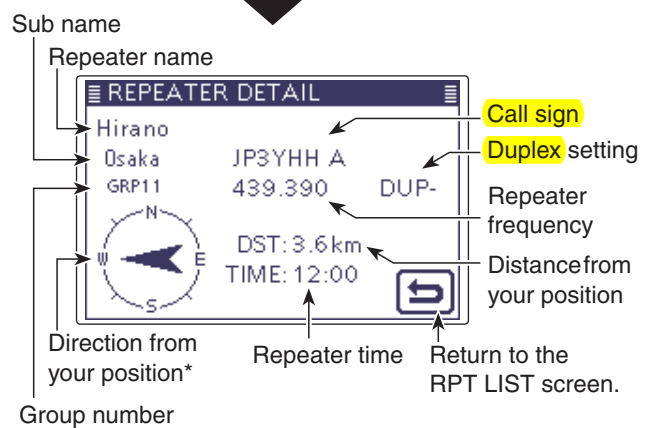 Sub name
Repeater name
REPEATER DETAIL
Hirano
Osaka JP3YHH A
GRP11 439.390 DUP-
N
W E
S
DST: 3.6km
TIME: 12:00
Call sign
Duplex setting
Repeater
frequency
Distance from
your position
Direction from
your position*
Repeater time
Return to the
RPT LIST screen.
Group number